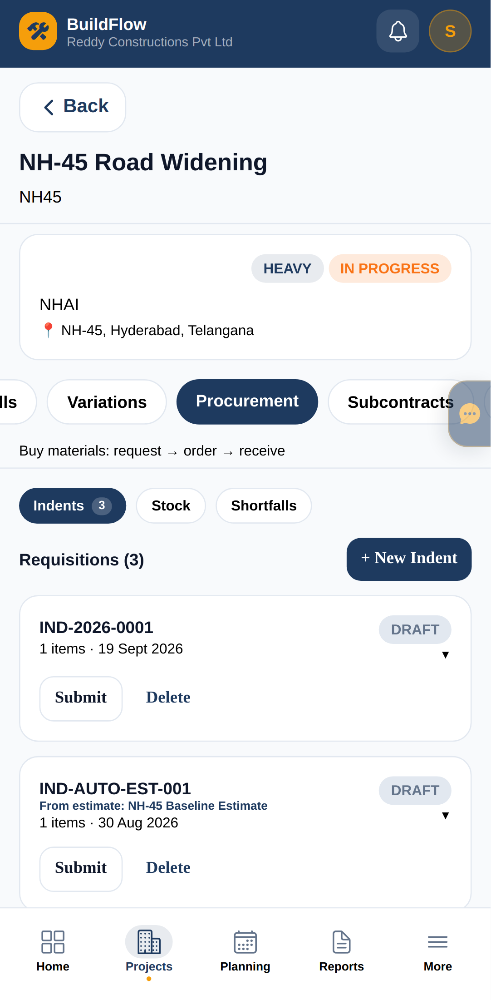 BuildFlow
Reddy Constructions Pvt Ltd
S
Back
NH-45 Road Widening
NH45
HEAVY
IN PROGRESS
NHAI
📍 NH-45, Hyderabad, Telangana
lls
Variations
Procurement
Subcontracts
Buy materials: request → order → receive
Indents 3
Stock
Shortfalls
Requisitions (3)
+ New Indent
IND-2026-0001
DRAFT
1 items · 19 Sept 2026
▼
Submit
Delete
IND-AUTO-EST-001
DRAFT
From estimate: NH-45 Baseline Estimate
1 items · 30 Aug 2026
▼
Submit
Delete
Home
Projects
Planning
Reports
More